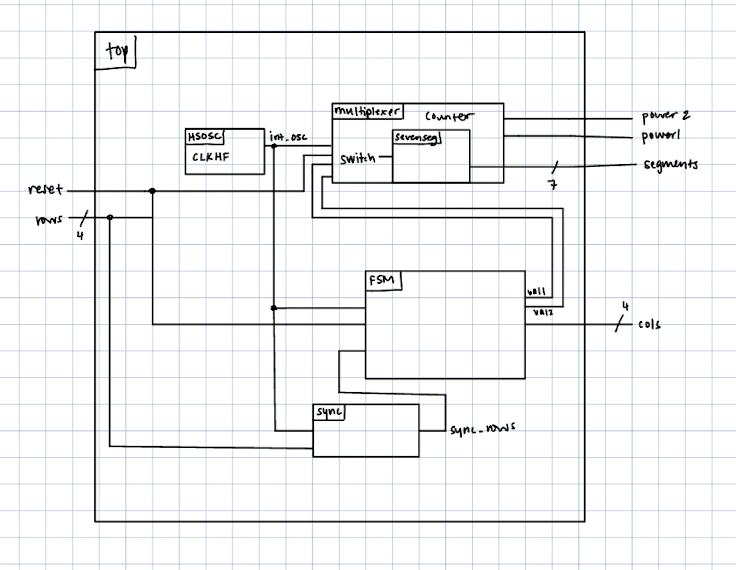 top
multiplexer
counter
power 2
HSOSC
int_osc
sevenseg
power1
CLKHF
switch
segments
7
reset
rows
4
FSM
val1
val2
4
cols
sync
sync_rows